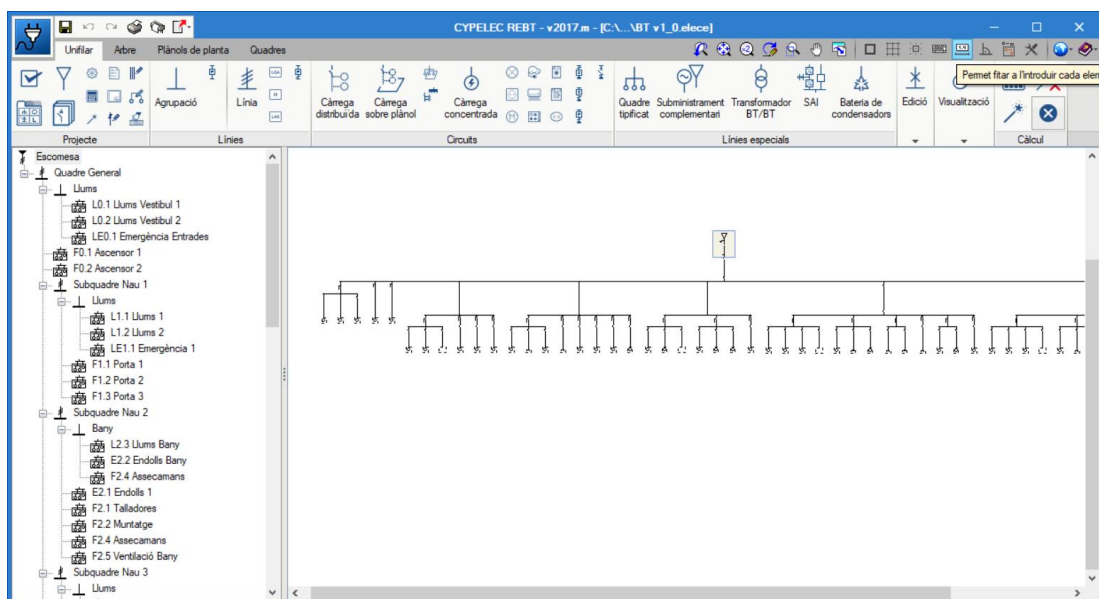 CYPELEC REBT - v2017.m - [C:\...\BT v1_0.elece]
Unifilar Arbre Plànols de planta Quadres
Permet fitar a l'introduir cada elem
Agrupació
Línia
Càrrega distribuïda
Càrrega sobre plànol
Càrrega concentrada
Quadre tipificat
Subministrament complementari
Transformador BT/BT
SAI
Bateria de condensadors
Edició
Visualització
Projecte Línies Circuits Línies especials Càlcul
Escomesa
Quadre General
Llums
L0.1 Llums Vestíbul 1
L0.2 Llums Vestíbul 2
LE0.1 Emergència Entrades
F0.1 Ascensor 1
F0.2 Ascensor 2
Subquadre Nau 1
Llums
L1.1 Llums 1
L1.2 Llums 2
LE1.1 Emergència 1
F1.1 Porta 1
F1.2 Porta 2
F1.3 Porta 3
Subquadre Nau 2
Bany
L2.3 Llums Bany
E2.2 Endolls Bany
F2.4 Assecamans
E2.1 Endolls 1
F2.1 Talladores
F2.2 Muntatge
F2.4 Assecamans
F2.5 Ventilació Bany
Subquadre Nau 3
Llums